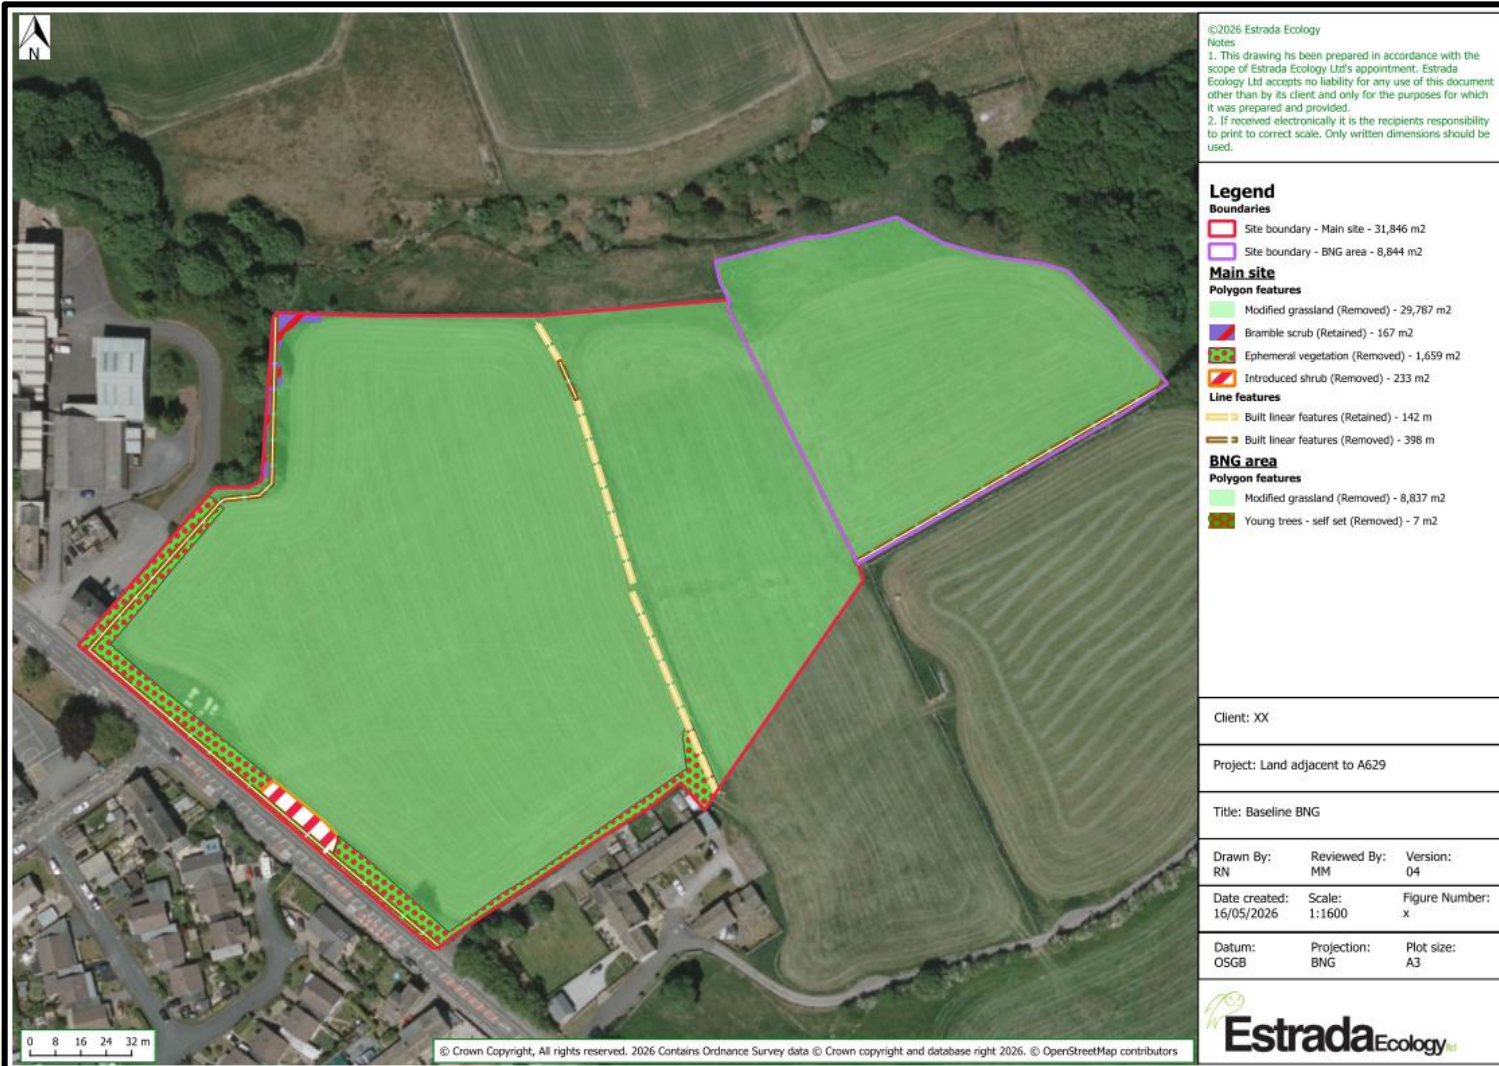 N
©2026 Estrada Ecology
Notes
1. This drawing hs been prepared in accordance with the
scope of Estrada Ecology Ltd's appointment. Estrada
Ecology Ltd accepts no liability for any use of this document
other than by its client and only for the purposes for which
it was prepared and provided.
2. If received electronically it is the recipients responsibility
to print to correct scale. Only written dimensions should be
used.
Legend
Boundaries
Site boundary - Main site - 31,846 m2
Site boundary - BNG area - 8,844 m2
Main site
Polygon features
Modified grassland (Removed) - 29,787 m2
Bramble scrub (Retained) - 167 m2
Ephemeral vegetation (Removed) - 1,659 m2
Introduced shrub (Removed) - 233 m2
Line features
Built linear features (Retained) - 142 m
Built linear features (Removed) - 398 m
BNG area
Polygon features
Modified grassland (Removed) - 8,837 m2
Young trees - self set (Removed) - 7 m2
Client: XX
Project: Land adjacent to A629
Title: Baseline BNG
Drawn By: Reviewed By: Version:
RN MM 04
Date created: Scale: Figure Number:
16/05/2026 1:1600 x
Datum: Projection: Plot size:
OSGB BNG A3
Estrada Ecology ltd
0 8 16 24 32 m
© Crown Copyright, All rights reserved. 2026 Contains Ordnance Survey data © Crown copyright and database right 2026. © OpenStreetMap contributors